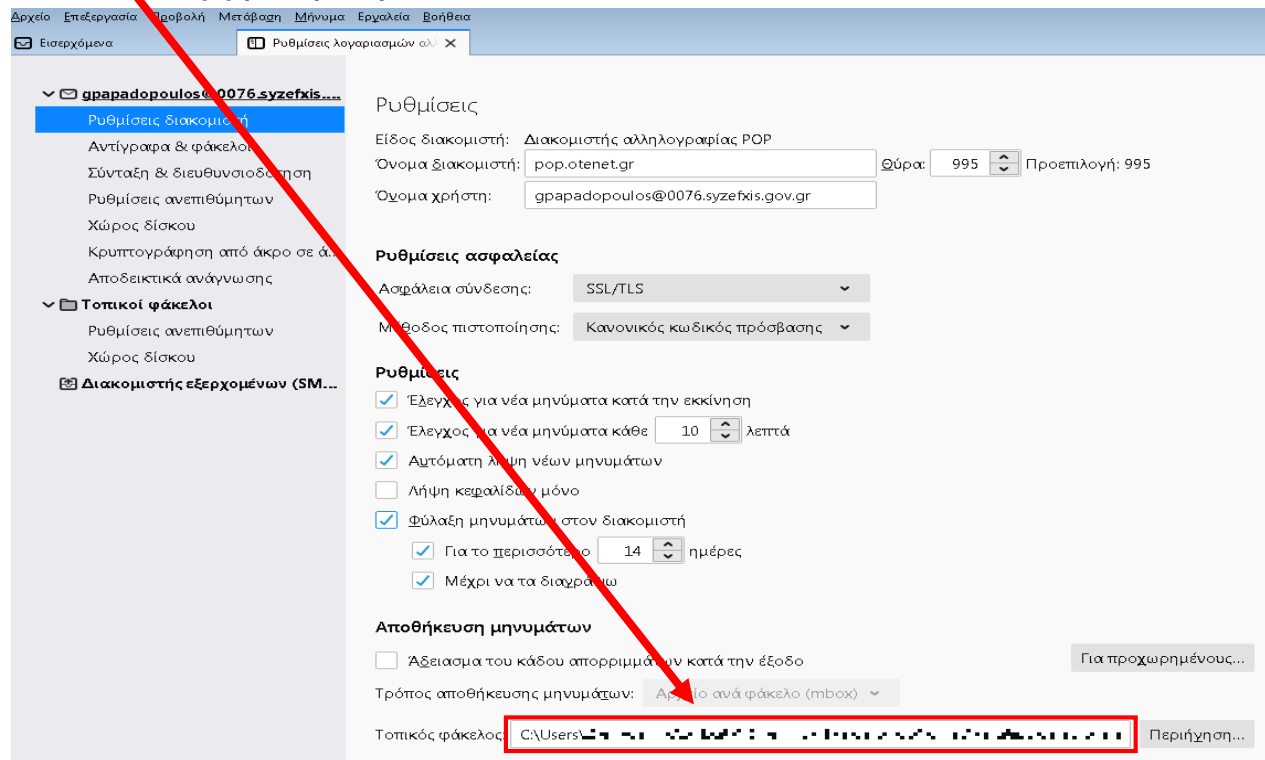 Αρχείο Επεξεργασία Προβολή Μετάβαση Μήνυμα Εργαλεία Βοήθεια
Εισερχόμενα Ρυθμίσεις λογαριασμών αλ
gpapadopoulos@0076.syzefxis....
Ρυθμίσεις διακομιστή
Αντίγραφα & φάκελοι
Σύνταξη & διευθυνσιοδότηση
Ρυθμίσεις ανεπιθύμητων
Χώρος δίσκου
Κρυπτογράφηση από άκρο σε ά...
Αποδεικτικά ανάγνωσης
Τοπικοί φάκελοι
Ρυθμίσεις ανεπιθύμητων
Χώρος δίσκου
Διακομιστής εξερχομένων (SM...
Ρυθμίσεις
Είδος διακομιστή: Διακομιστής αλληλογραφίας POP
Όνομα διακομιστή: pop.otenet.gr Θύρα: 995 Προεπιλογή: 995
Όνομα χρήστη: gpapadopoulos@0076.syzefxis.gov.gr
Ρυθμίσεις ασφαλείας
Ασφάλεια σύνδεσης: SSL/TLS
Μέθοδος πιστοποίησης: Κανονικός κωδικός πρόσβασης
Ρυθμίσεις
Έλεγχος για νέα μηνύματα κατά την εκκίνηση
Έλεγχος για νέα μηνύματα κάθε 10 λεπτά
Αυτόματη λήψη νέων μηνυμάτων
Λήψη κεφαλίδων μόνο
Φύλαξη μηνυμάτων στον διακομιστή
Για το περισσότερο 14 ημέρες
Μέχρι να τα διαγράψω
Αποθήκευση μηνυμάτων
Άδειασμα του κάδου απορριμμάτων κατά την έξοδο Για προχωρημένους...
Τρόπος αποθήκευσης μηνυμάτων: Αρχείο ανά φάκελο (mbox)
Τοπικός φάκελος: C:\Users\ Περιήγηση...